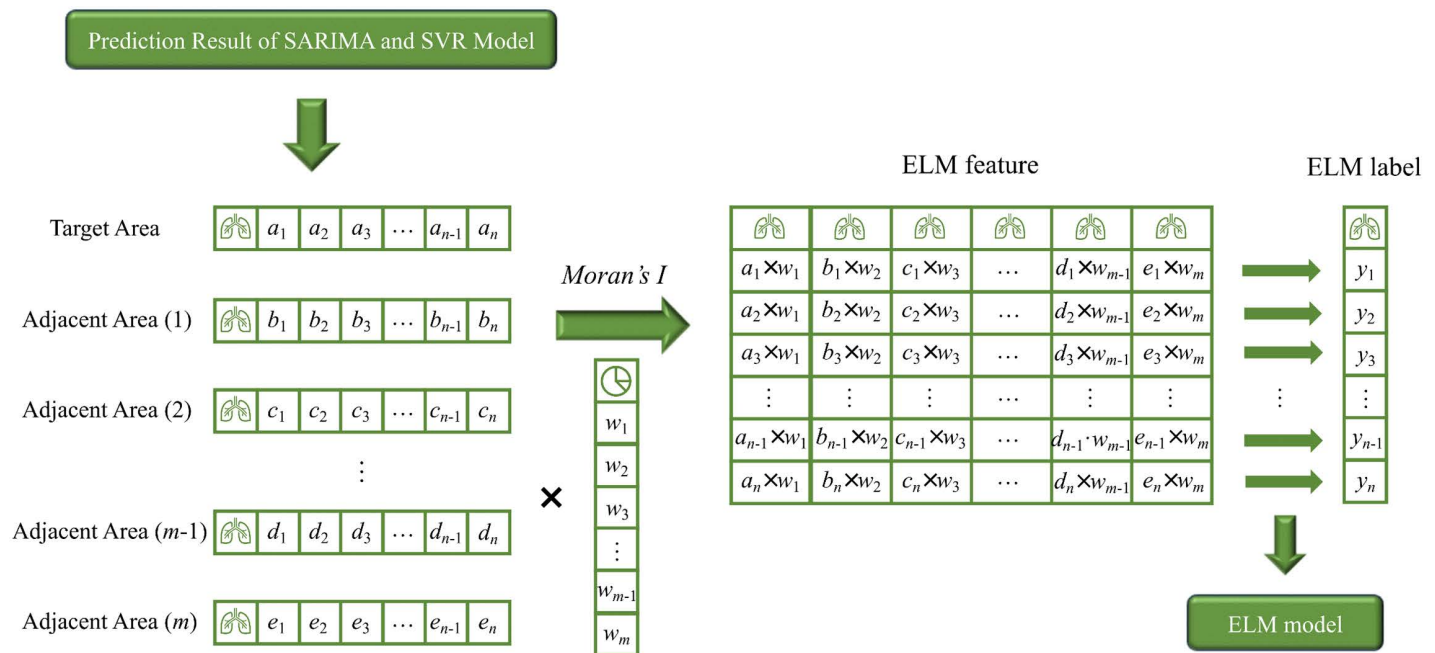 Prediction Result of SARIMA and SVR Model
ELM feature
ELM label
Target Area a₁ a₂ a₃ … aₙ₋₁ aₙ
Adjacent Area (1) b₁ b₂ b₃ … bₙ₋₁ bₙ
Adjacent Area (2) c₁ c₂ c₃ … cₙ₋₁ cₙ
⋮
Adjacent Area (m-1) d₁ d₂ d₃ … dₙ₋₁ dₙ
Adjacent Area (m) e₁ e₂ e₃ … eₙ₋₁ eₙ
Moran's I
×
w₁
w₂
w₃
⋮
wₘ₋₁
wₘ
a₁×w₁ b₁×w₂ c₁×w₃ … d₁×wₘ₋₁ e₁×wₘ y₁
a₂×w₁ b₂×w₂ c₂×w₃ … d₂×wₘ₋₁ e₂×wₘ y₂
a₃×w₁ b₃×w₂ c₃×w₃ … d₃×wₘ₋₁ e₃×wₘ y₃
⋮ ⋮ ⋮ ⋮ ⋮ ⋮ ⋮ ⋮
aₙ₋₁×w₁ bₙ₋₁×w₂ cₙ₋₁×w₃ … dₙ₋₁·wₘ₋₁ eₙ₋₁×wₘ yₙ₋₁
aₙ×w₁ bₙ×w₂ cₙ×w₃ … dₙ×wₘ₋₁ eₙ×wₘ yₙ
ELM model